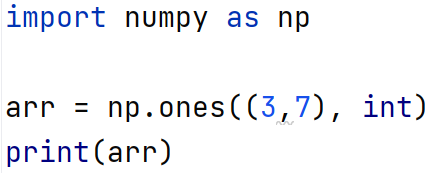 import numpy as np
arr = np.ones((3,7), int)
print(arr)